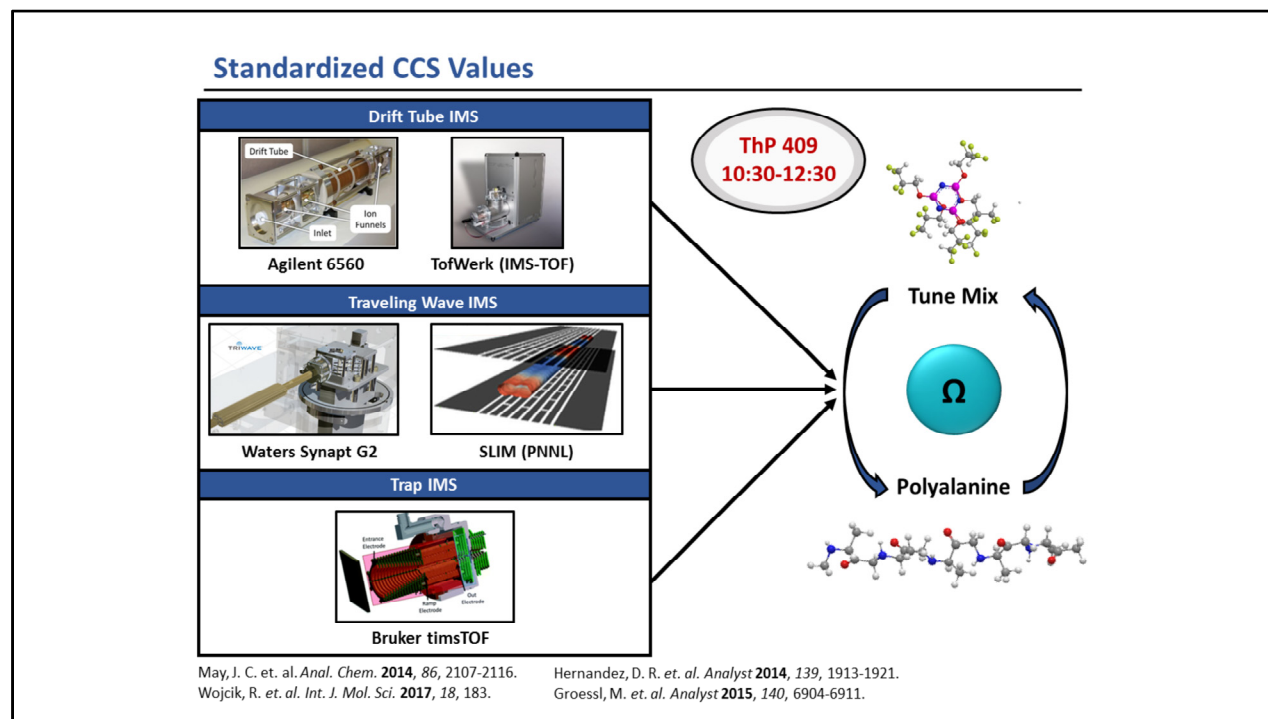 Standardized CCS Values
Drift Tube IMS
Drift Tube
Ion
Funnels
Inlet
Agilent 6560
TofWerk (IMS-TOF)
Traveling Wave IMS
TRIWAVE
Waters Synapt G2
SLIM (PNNL)
Trap IMS
Entrance
Electrode
Ramp
Electrode
Out
Electrode
Bruker timsTOF
ThP 409
10:30-12:30
Tune Mix
Ω
Polyalanine
May, J. C. et. al. Anal. Chem. 2014, 86, 2107-2116.
Wojcik, R. et. al. Int. J. Mol. Sci. 2017, 18, 183.
Hernandez, D. R. et. al. Analyst 2014, 139, 1913-1921.
Groessl, M. et. al. Analyst 2015, 140, 6904-6911.